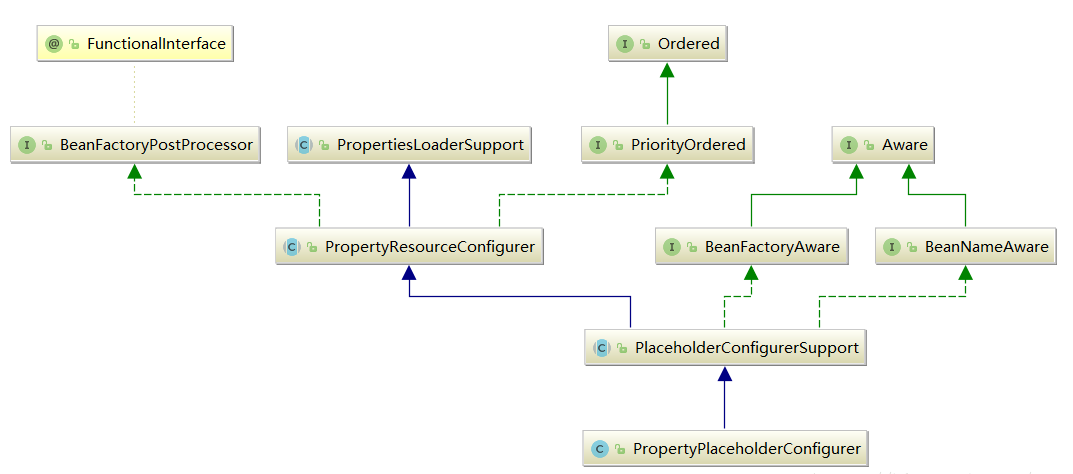 @ FunctionalInterface
I Ordered
I BeanFactoryPostProcessor
C PropertiesLoaderSupport
I PriorityOrdered
I Aware
C PropertyResourceConfigurer
I BeanFactoryAware
I BeanNameAware
C PlaceholderConfigurerSupport
C PropertyPlaceholderConfigurer